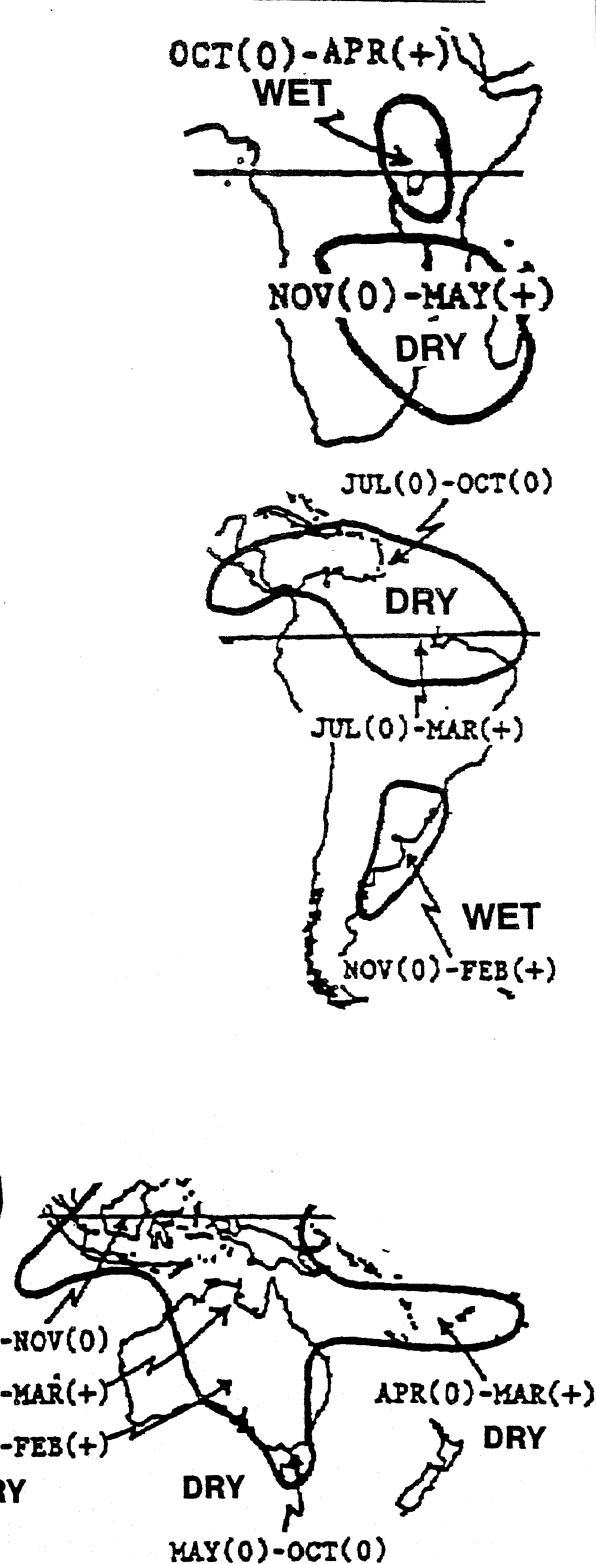 OCT(0)-APR(+)
WET
NOV(0)-MAY(+)
DRY
JUL(0)-OCT(0)
DRY
JUL(0)-MAR(+)
WET
NOV(0)-FEB(+)
-NOV(0)
-MAR(+)
APR(0)-MAR(+)
-FEB(+)
DRY
RY
DRY
MAY(0)-OCT(0)